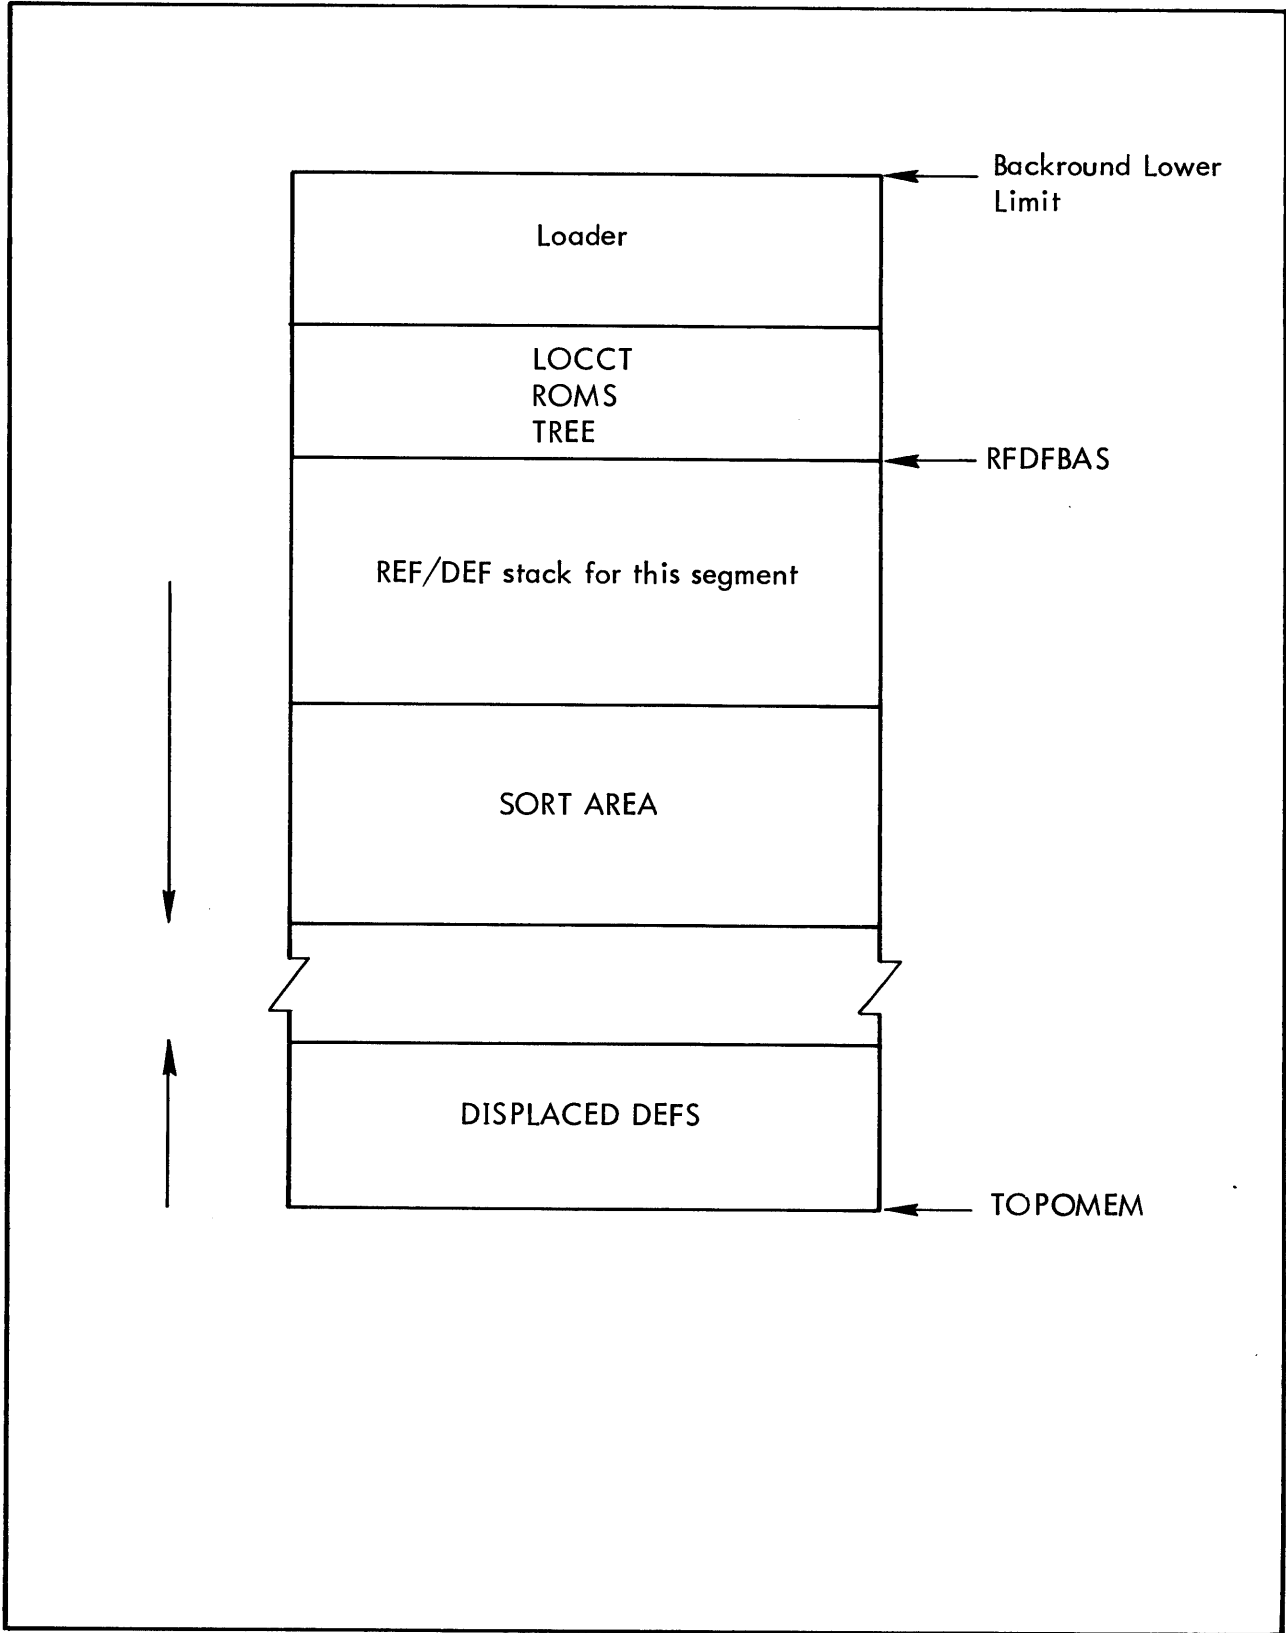 Backround Lower
Limit
Loader
LOCCT
ROMS
TREE
RFDFBAS
REF/DEF stack for this segment
SORT AREA
DISPLACED DEFS
TOPOMEM